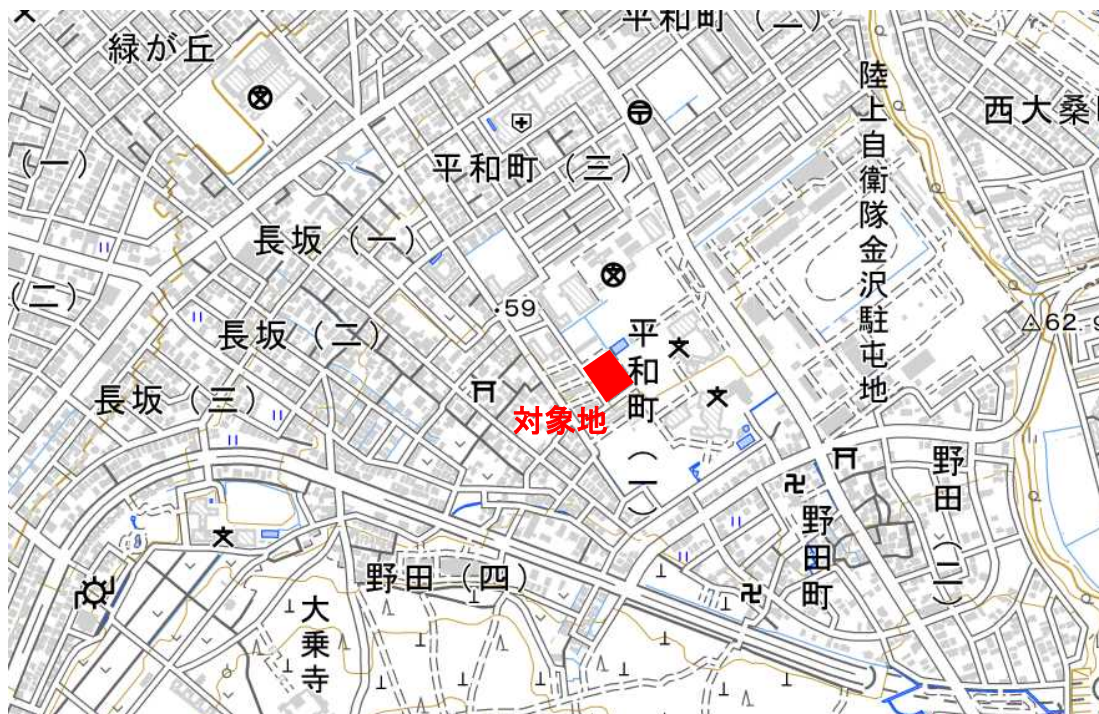 平和町（二）
緑が丘
陸上自衛隊金沢駐屯地
西大桑
（一）
平和町（三）
長坂（一）
（二）
・59
62.9
長坂（二）
平和町（一）
長坂（三）
対象地
野田（二）
野田町
野田（四）
大乗寺